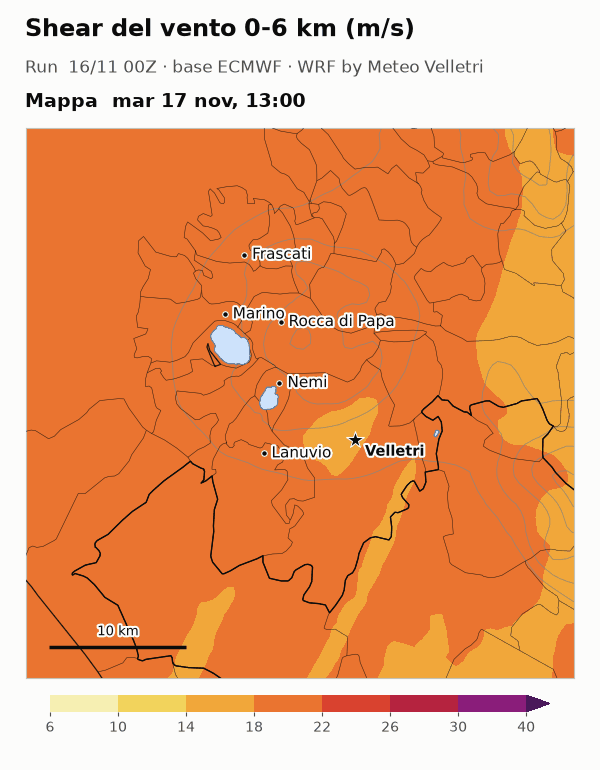 Shear del vento 0-6 km (m/s)
Run  16/11 00Z · base ECMWF · WRF by Meteo Velletri
Mappa  mar 17 nov, 13:00
Frascati
Marino
Rocca di Papa
Nemi
Velletri
Lanuvio
10 km
6 10 14 18 22 26 30 40